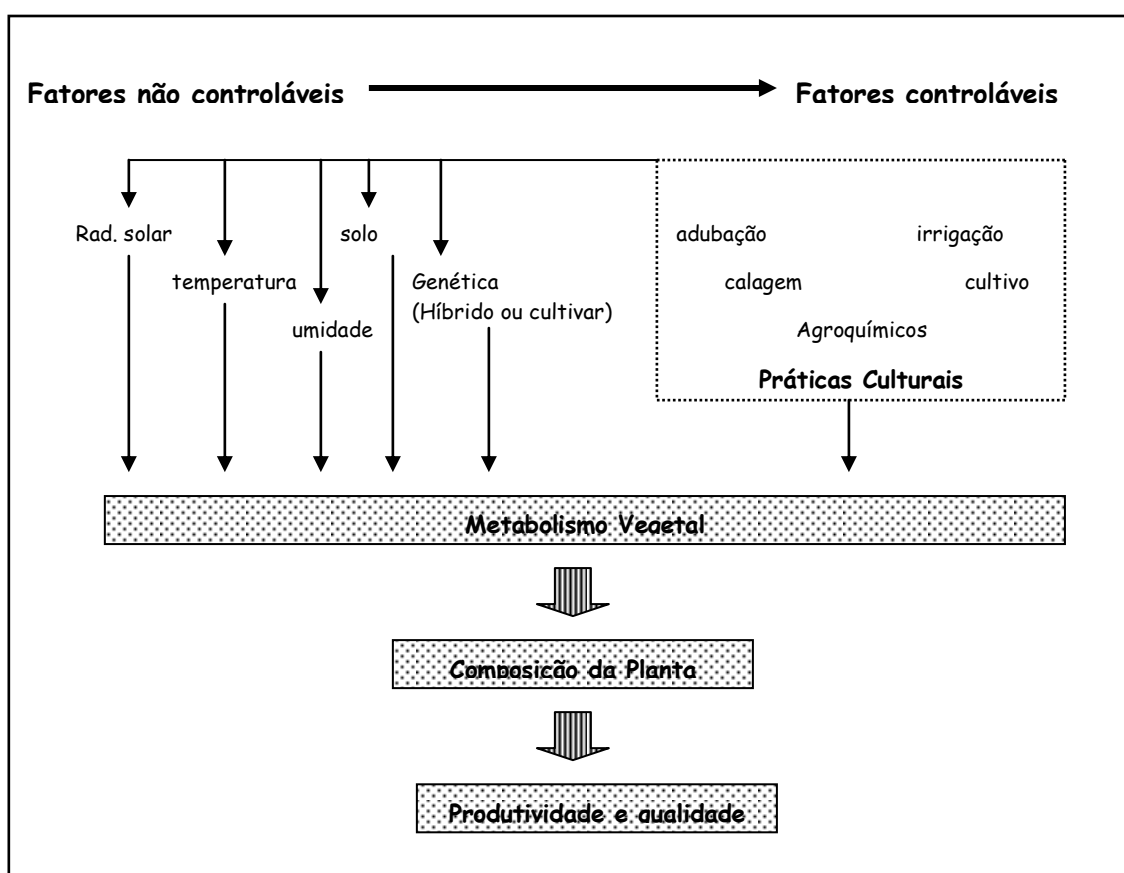 Fatores não controláveis Fatores controláveis
Rad. solar solo adubação irrigação
temperatura Genética calagem cultivo
(Híbrido ou cultivar)
umidade Agroquímicos
Práticas Culturais
Metabolismo Vegetal
Composição da Planta
Produtividade e qualidade